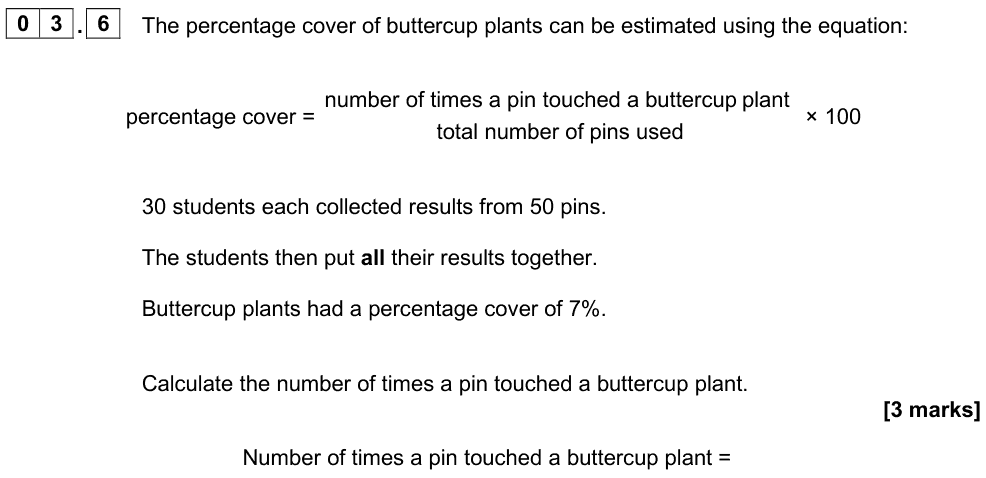 0 3 . 6 The percentage cover of buttercup plants can be estimated using the equation:
number of times a pin touched a buttercup plant
percentage cover = × 100
total number of pins used
30 students each collected results from 50 pins.
The students then put all their results together.
Buttercup plants had a percentage cover of 7%.
Calculate the number of times a pin touched a buttercup plant.
[3 marks]
Number of times a pin touched a buttercup plant =